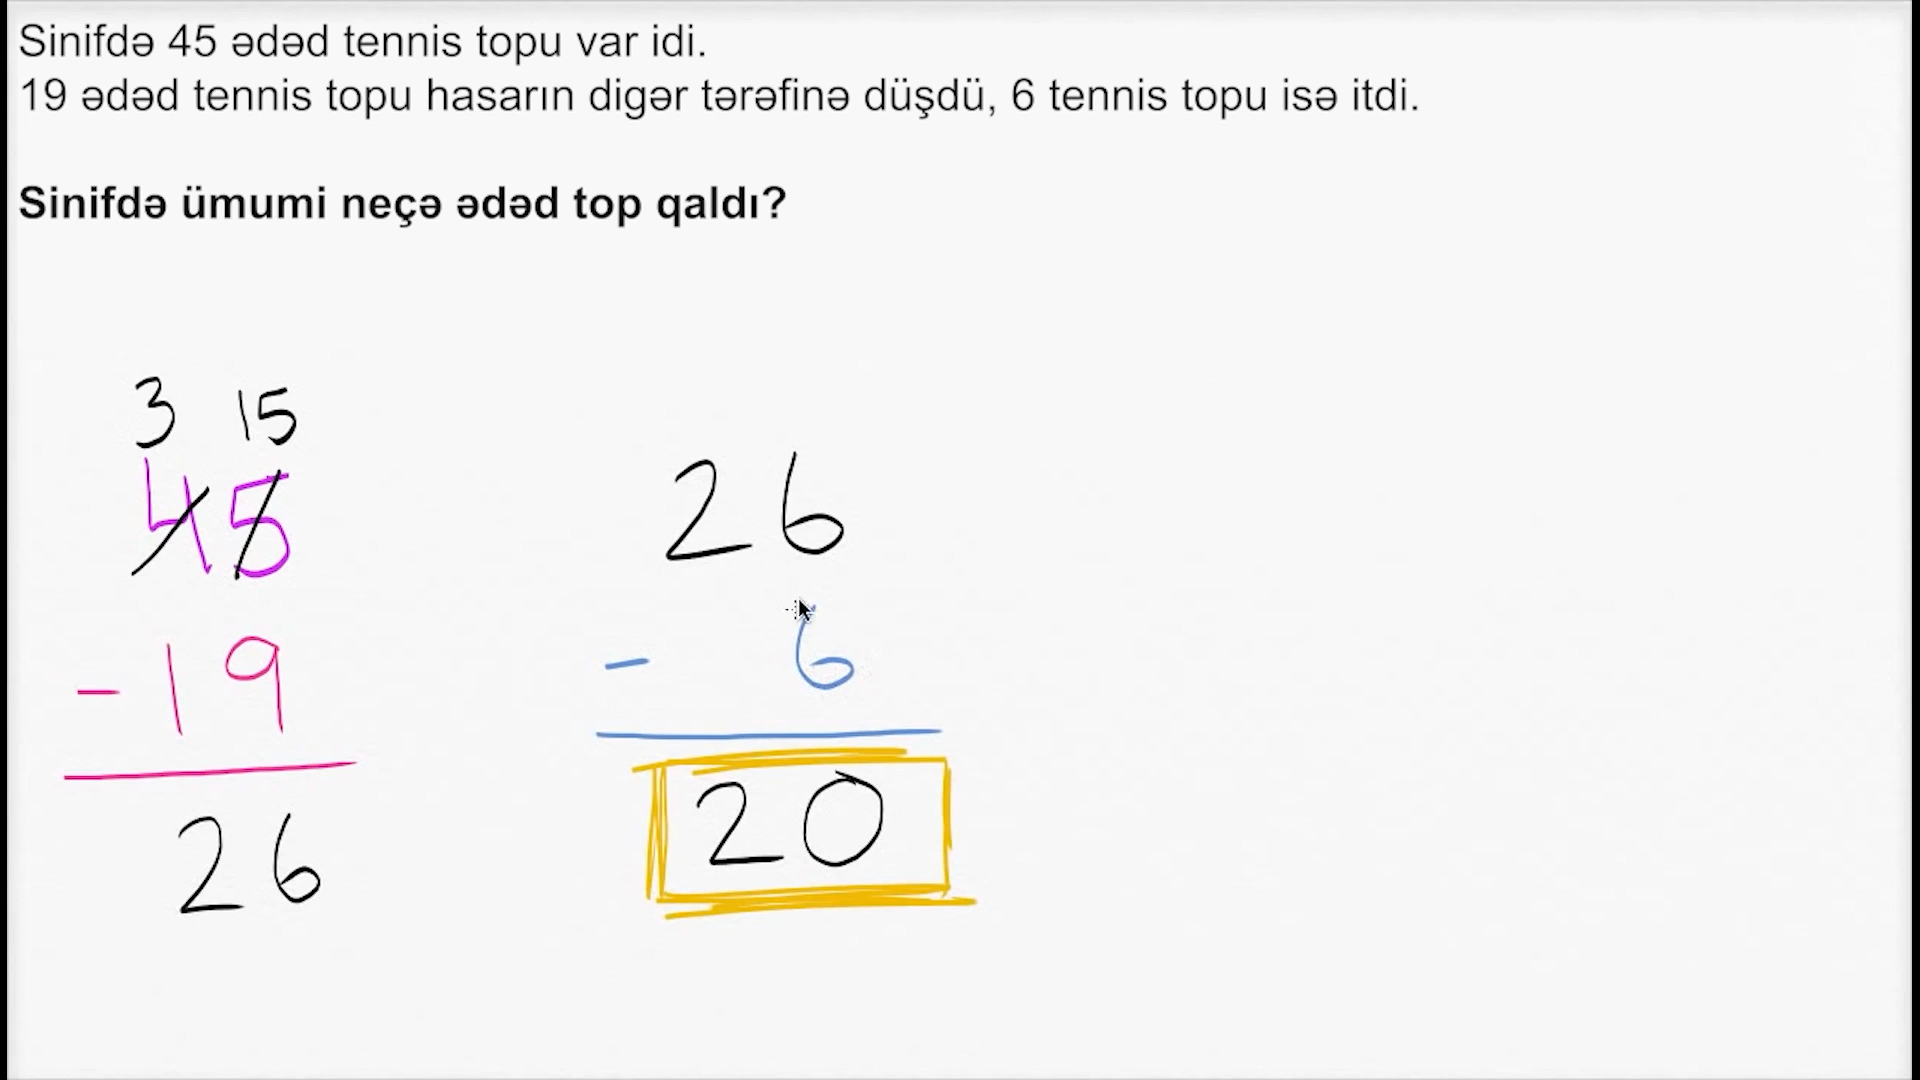 Sinifdə 45 ədəd tennis topu var idi.
19 ədəd tennis topu hasarın digər tərəfinə düşdü, 6 tennis topu isə itdi.
Sinifdə ümumi neçə ədəd top qaldı?
3 15
45
- 19
26
26
- 6
20